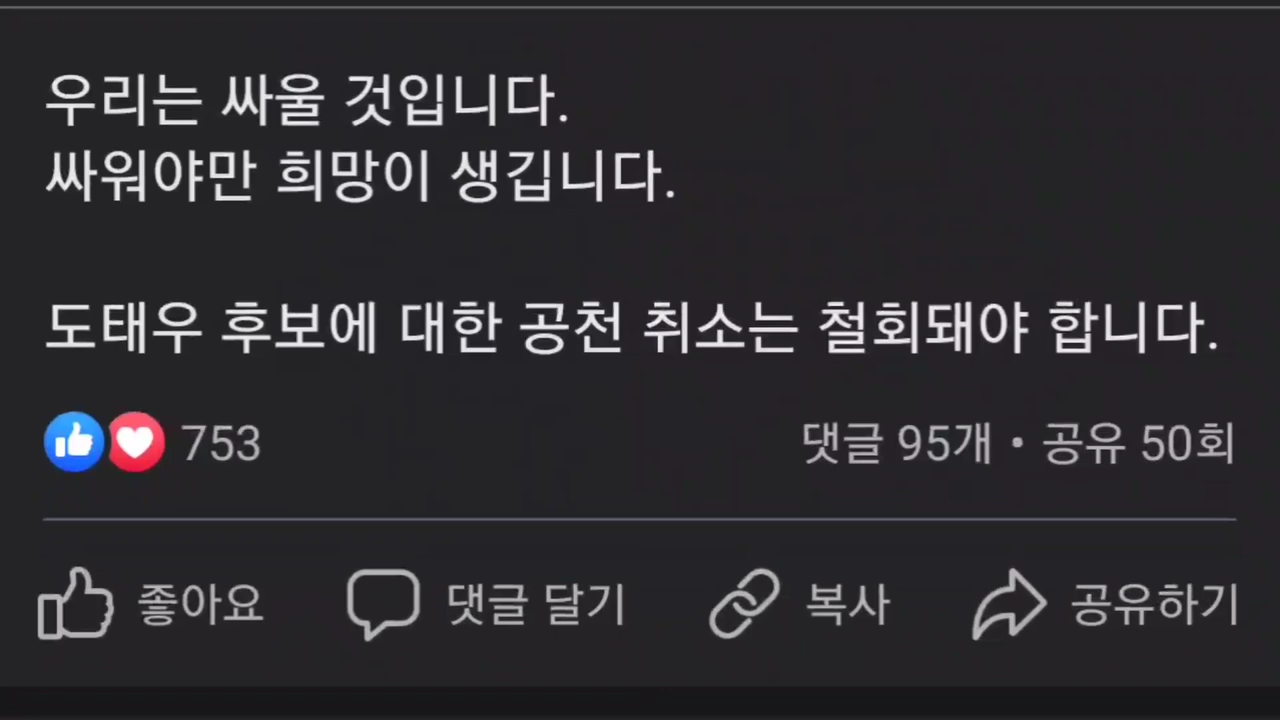 우리는 싸울 것입니다.
싸워야만 희망이 생깁니다.
도태우 후보에 대한 공천 취소는 철회돼야 합니다.
753 댓글 95개 • 공유 50회
좋아요 댓글 달기 복사 공유하기